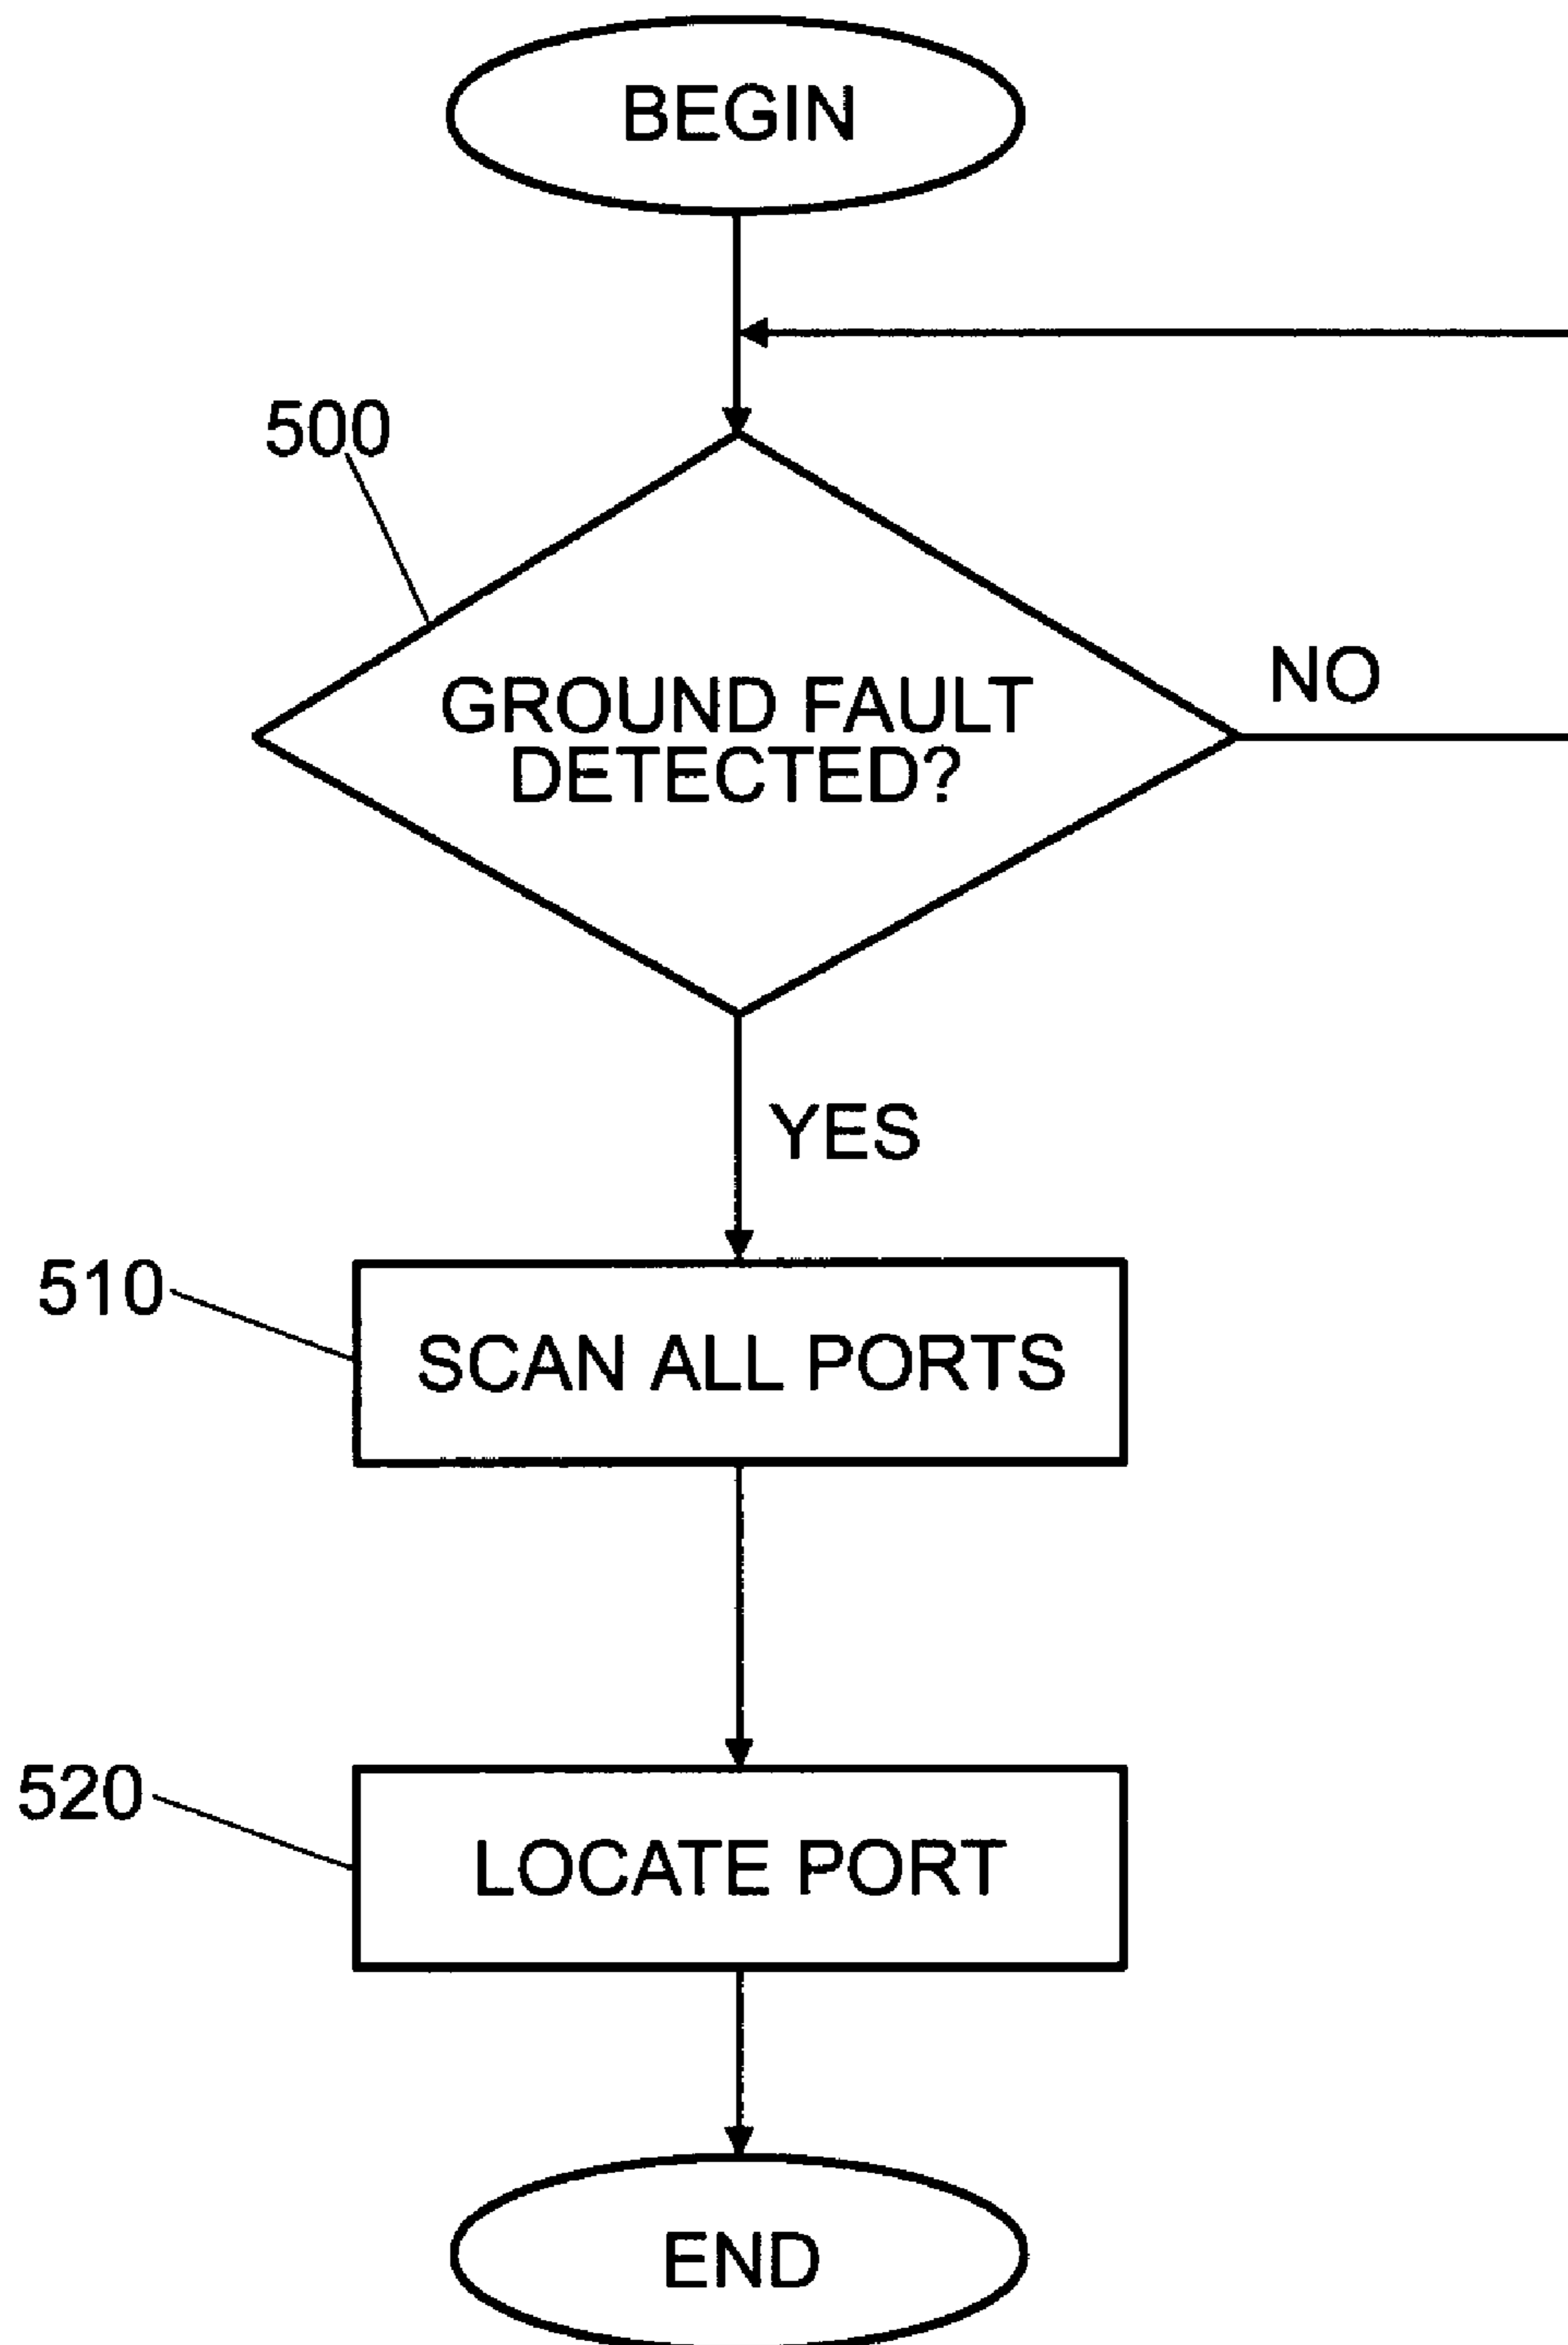 BEGIN
500
GROUND FAULT
DETECTED?
NO
YES
510
SCAN ALL PORTS
520
LOCATE PORT
END